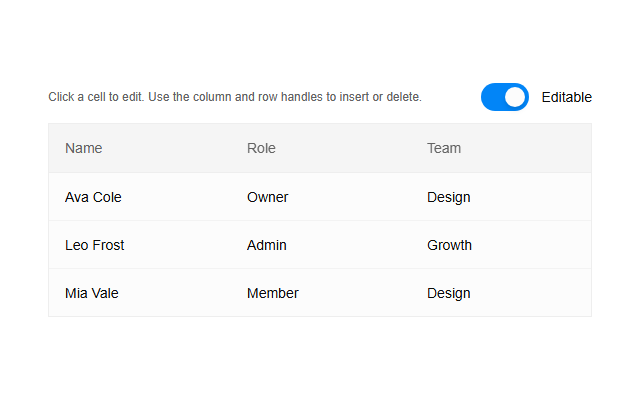 Click a cell to edit. Use the column and row handles to insert or delete. Editable
Name Role Team
Ava Cole Owner Design
Leo Frost Admin Growth
Mia Vale Member Design